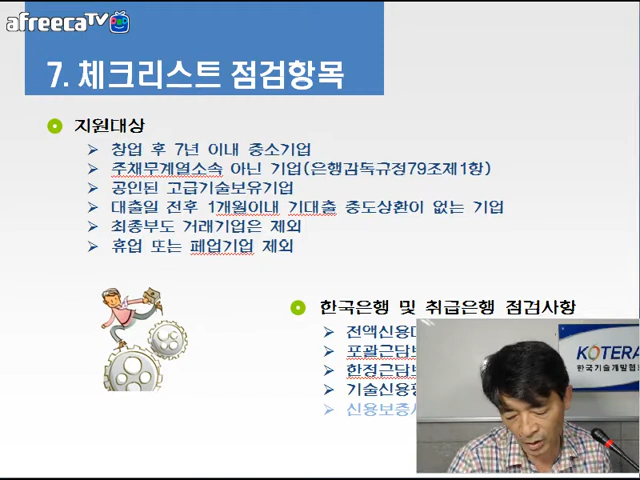 afreecaTV
7. 체크리스트 점검항목
지원대상
창업 후 7년 이내 중소기업
주채무계열소속 아닌 기업(은행감독규정79조제1항)
공인된 고급기술보유기업
대출일 전후 1개월이내 기대출 중도상환이 없는 기업
최종부도 거래기업은 제외
휴업 또는 폐업기업 제외
한국은행 및 취급은행 점검사항
전액신용대
포괄근담보
한정근담보
기술신용평
신용보증서
KOTERA
한국기술개발협회